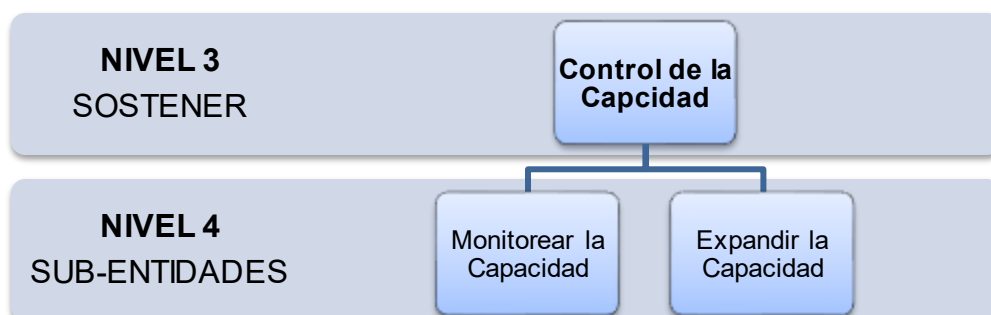 NIVEL 3
SOSTENER
Control de la
Capcidad
NIVEL 4
SUB-ENTIDADES
Monitorear la
Capacidad
Expandir la
Capacidad